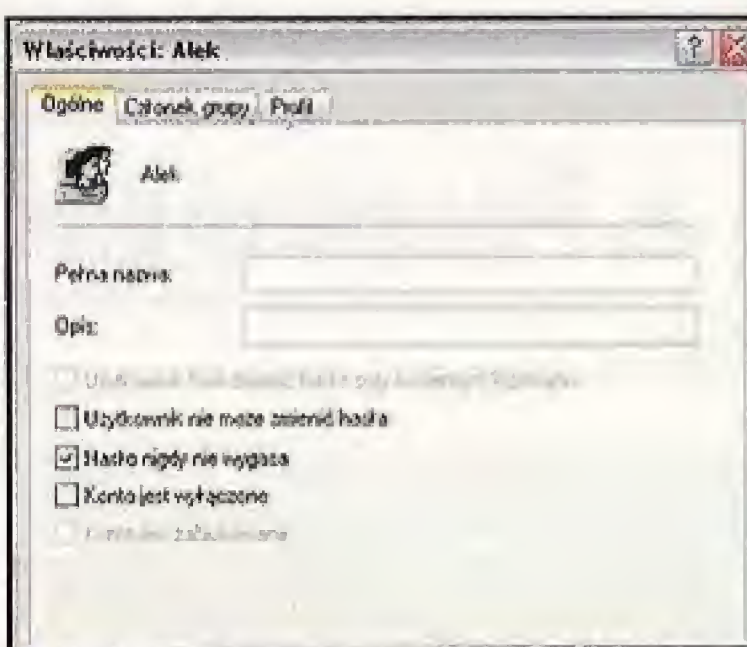 Właściwości: Alek
Ogólne Członek grupy Profil
Alek
Pełna nazwa:
Opis:
Użytkownik nie może zmienić hasła
Hasło nigdy nie wygasa
Konto jest wyłączone